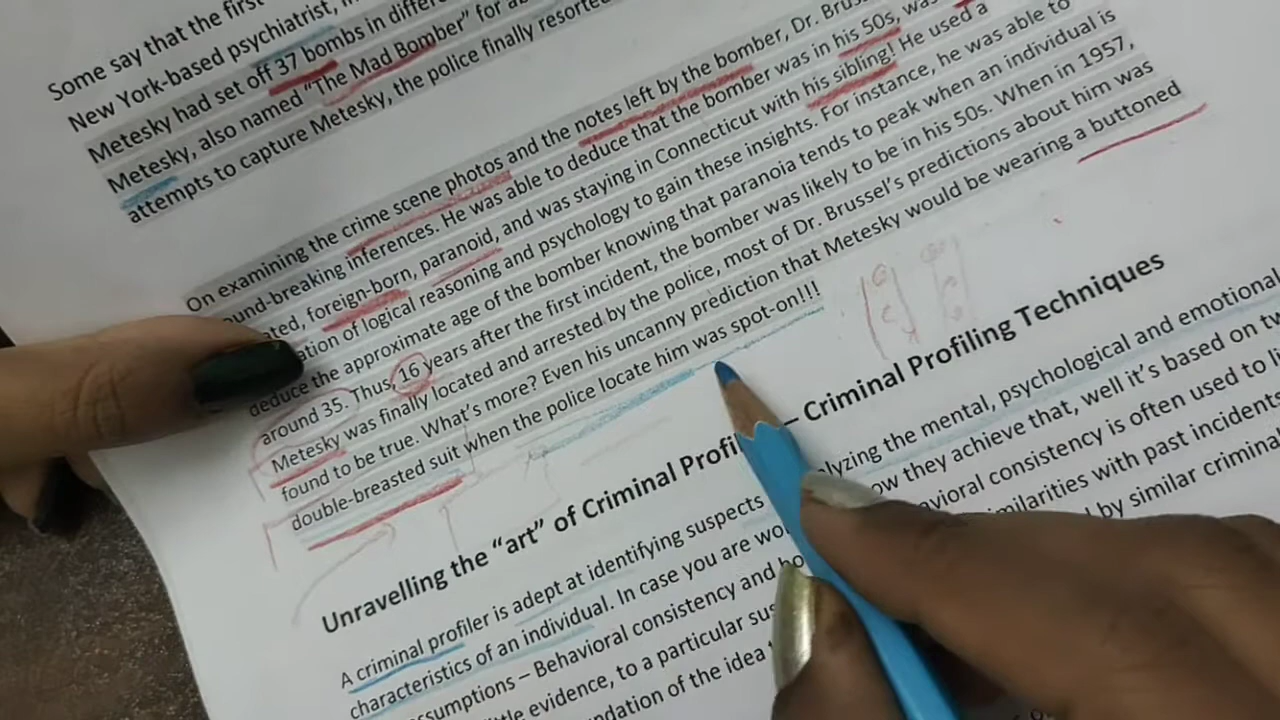 Some say that the first
New York-based psychiatrist,
Metesky had set off 37 bombs in differe
Metesky, also named "The Mad Bomber" for
attempts to capture Metesky, the police finally resorte
On examining the crime scene photos and the notes left by the bomber, Dr. Brus
und-breaking inferences. He was able to deduce that the bomber was in his 50s, was
ted, foreign-born, paranoid, and was staying in Connecticut with his sibling! He used a
ation of logical reasoning and psychology to gain these insights. For instance, he was able to
deduce the approximate age of the bomber knowing that paranoia tends to peak when an individual is
around 35. Thus, 16 years after the first incident, the bomber was likely to be in his 50s. When in 1957,
Metesky was finally located and arrested by the police, most of Dr. Brussel's predictions about him was
found to be true. What's more? Even his uncanny prediction that Metesky would be wearing a buttoned
double-breasted suit when the police locate him was spot-on!!!
Unravelling the "art" of Criminal Profi – Criminal Profiling Techniques
A criminal profiler is adept at identifying suspects lyzing the mental, psychological and emotional
characteristics of an individual. In case you are wo ow they achieve that, well it's based on tw
ssumptions – Behavioral consistency and ho avioral consistency is often used to li
tle evidence, to a particular sus milarities with past incidents
ndation of the idea by similar crimina